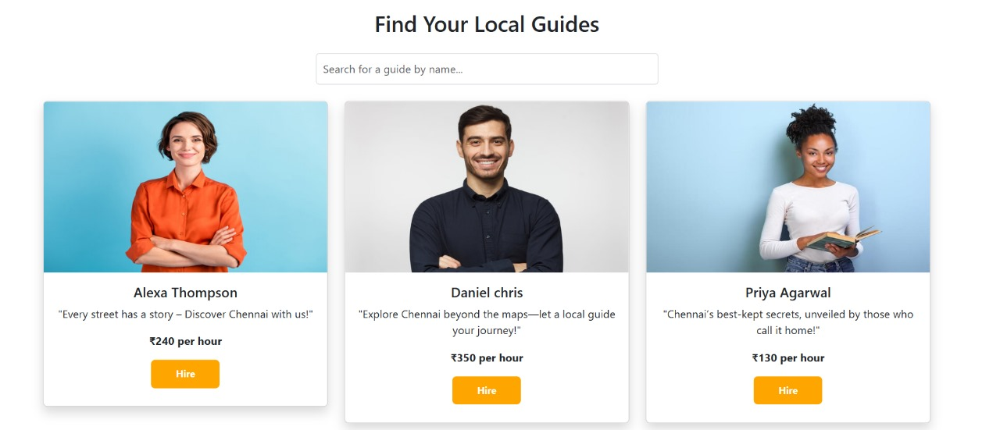 Find Your Local Guides
Search for a guide by name...
Alexa Thompson
"Every street has a story – Discover Chennai with us!"
₹240 per hour
Hire
Daniel chris
"Explore Chennai beyond the maps—let a local guide
your journey!"
₹350 per hour
Hire
Priya Agarwal
"Chennai’s best-kept secrets, unveiled by those who
call it home!"
₹130 per hour
Hire